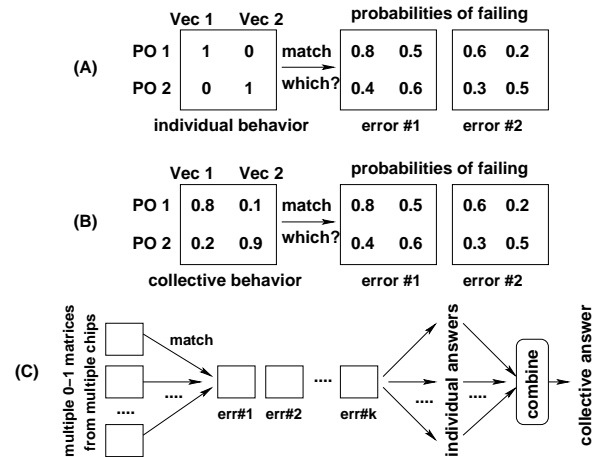 Vec 1 Vec 2 probabilities of failing
(A) PO 1 1 0 match 0.8 0.5 0.6 0.2
PO 2 0 1 which? 0.4 0.6 0.3 0.5
individual behavior error #1 error #2
Vec 1 Vec 2 probabilities of failing
(B) PO 1 0.8 0.1 match 0.8 0.5 0.6 0.2
PO 2 0.2 0.9 which? 0.4 0.6 0.3 0.5
collective behavior error #1 error #2
(C)
multiple 0–1 matrices
from multiple chips
....
match
....
err#1 err#2 .... err#k
....
individual answers
....
combine
collective answer